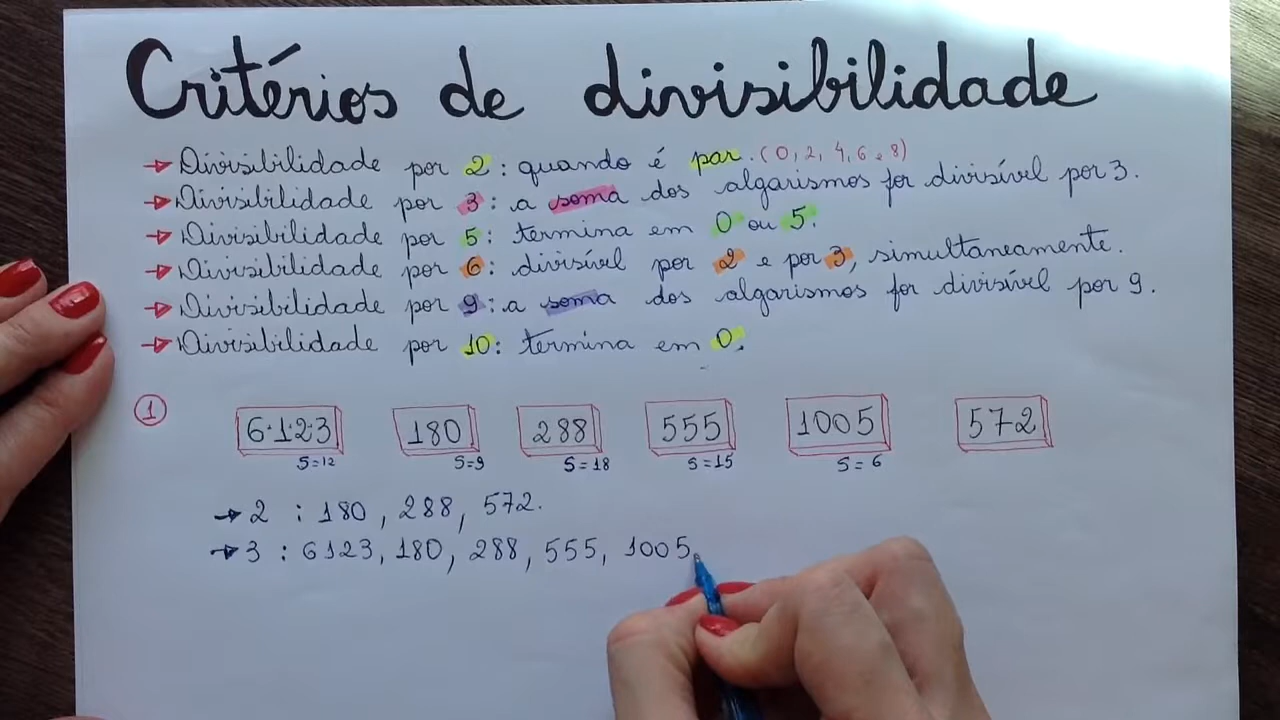 Critérios de divisibilidade
→ Divisibilidade por 2: quando é par. (0, 2, 4, 6 e 8)
→ Divisibilidade por 3: a soma dos algarismos for divisível por 3.
→ Divisibilidade por 5: termina em 0 ou 5.
→ Divisibilidade por 6: divisível por 2 e por 3, simultaneamente.
→ Divisibilidade por 9: a soma dos algarismos for divisível por 9.
→ Divisibilidade por 10: termina em 0.
1 6·1·2·3 180 288 555 1005 572
S=12 S=9 S=18 S=15 S=6
→ 2 : 180, 288, 572.
→ 3 : 6123, 180, 288, 555, 1005.